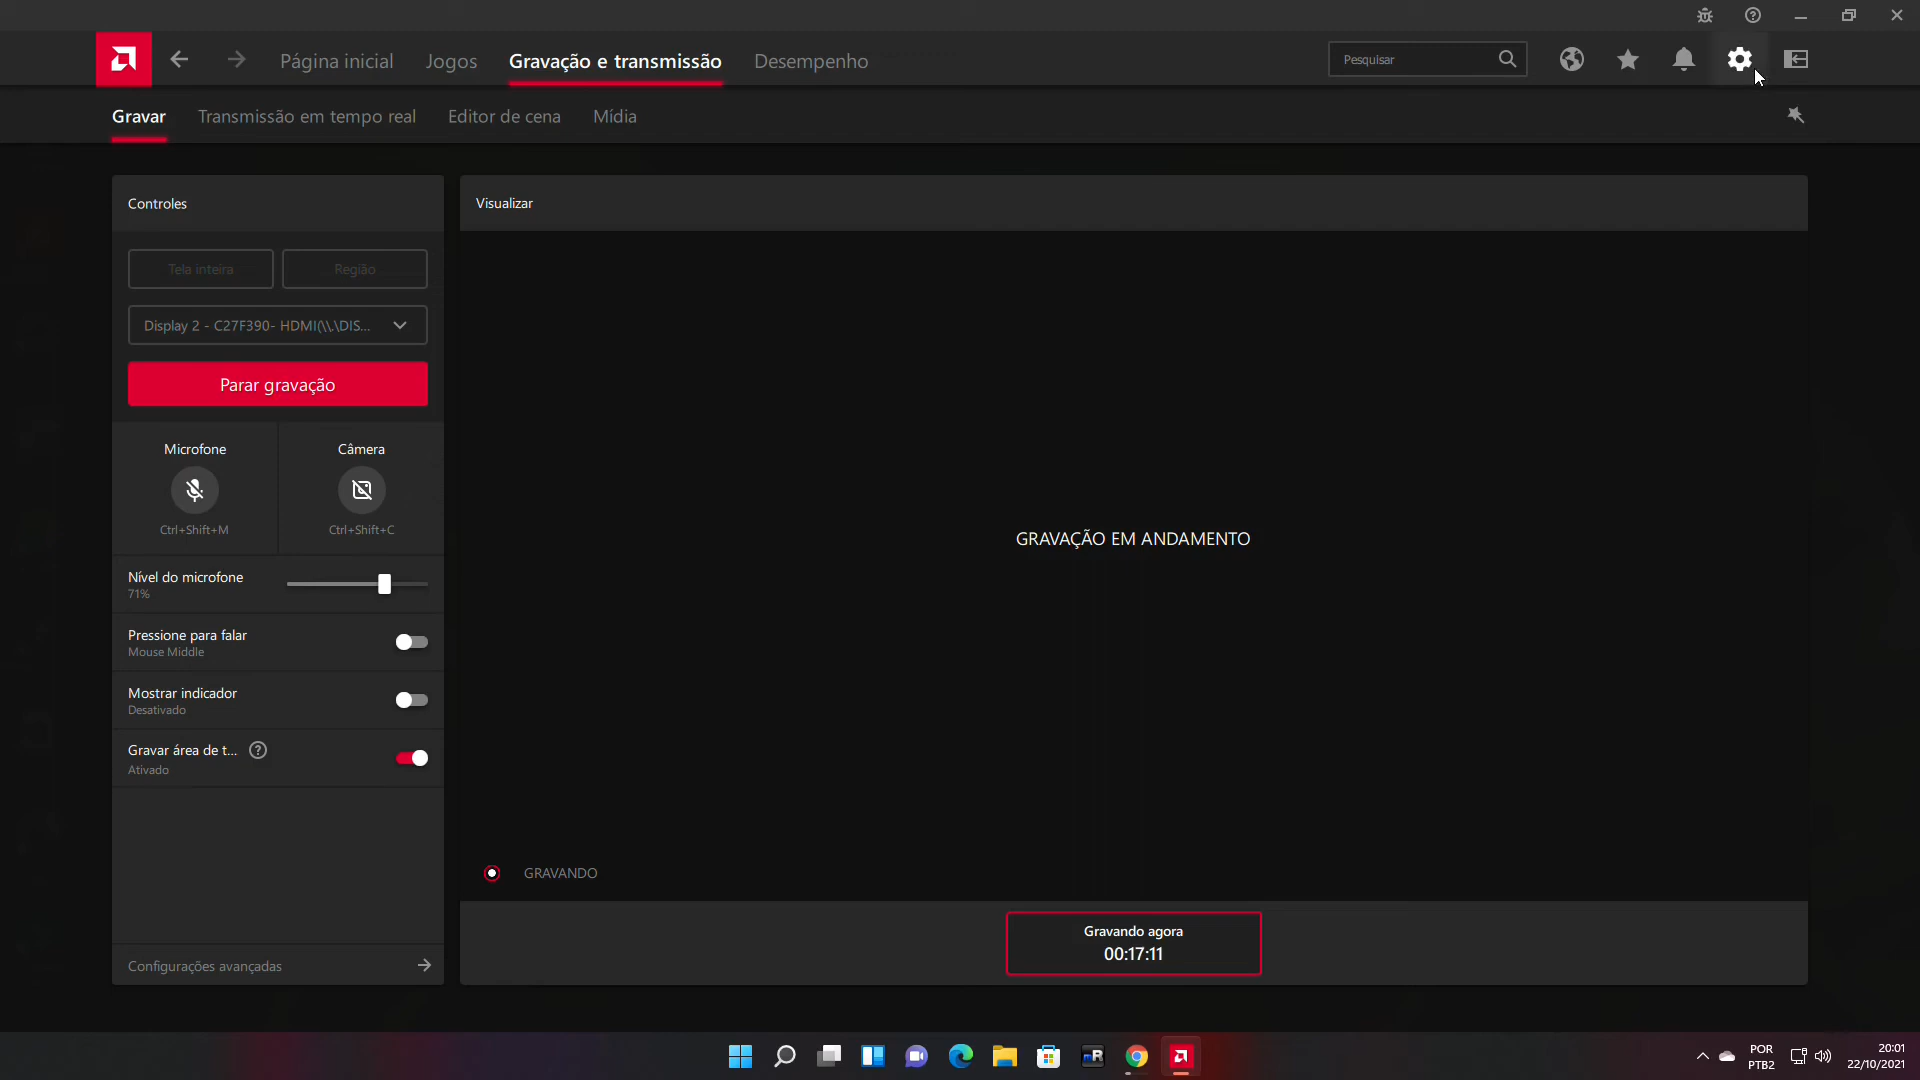 Página inicial
Jogos
Gravação e transmissão
Desempenho
Pesquisar
Gravar
Transmissão em tempo real
Editor de cena
Mídia
Controles
Visualizar
Tela inteira
Região
Display 2 - C27F390- HDMI(\\.\DIS...
Parar gravação
Microfone
Câmera
Ctrl+Shift+M
Ctrl+Shift+C
Nível do microfone
71%
Pressione para falar
Mouse Middle
Mostrar indicador
Desativado
Gravar área de t...
Ativado
Configurações avançadas
GRAVAÇÃO EM ANDAMENTO
GRAVANDO
Gravando agora
00:17:11
mR
POR
PTB2
20:01
22/10/2021